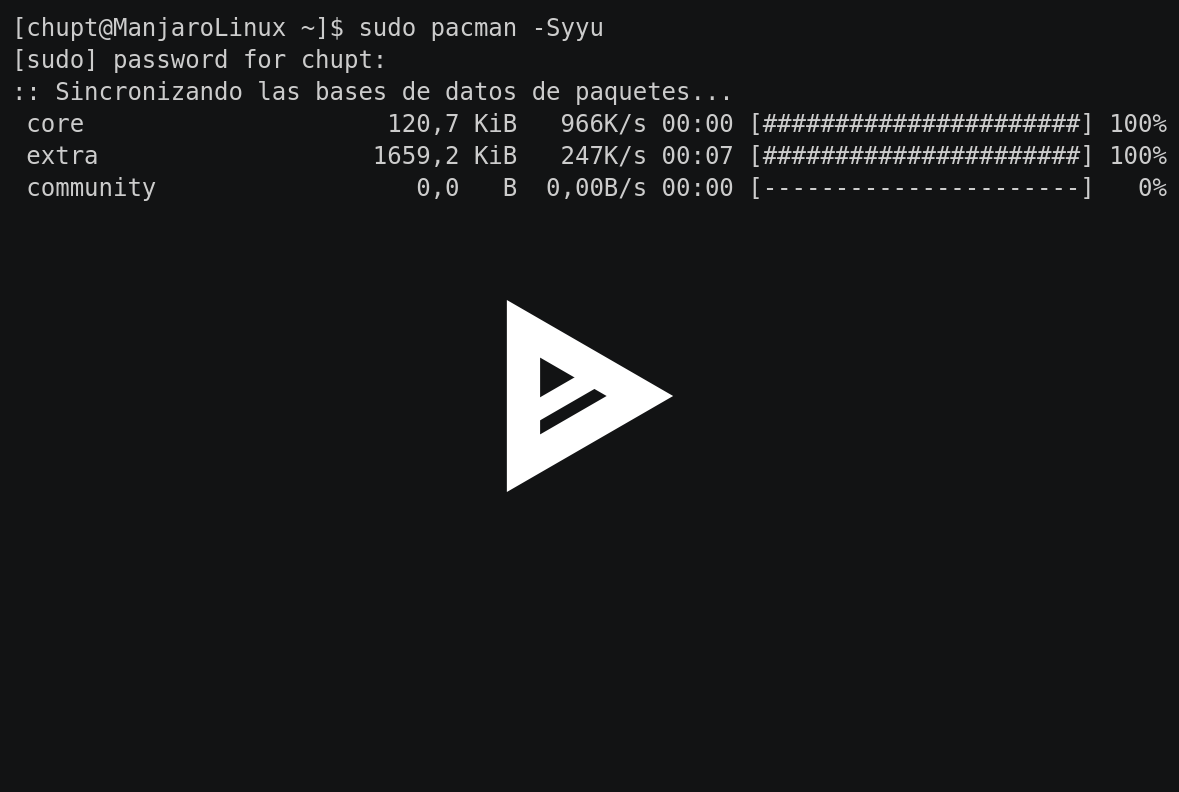 [chupt@ManjaroLinux ~]$ sudo pacman -Syyu
[sudo] password for chupt:
:: Sincronizando las bases de datos de paquetes...
core 120,7 KiB 966K/s 00:00 [######################] 100%
extra 1659,2 KiB 247K/s 00:07 [######################] 100%
community 0,0 B 0,00B/s 00:00 [----------------------] 0%